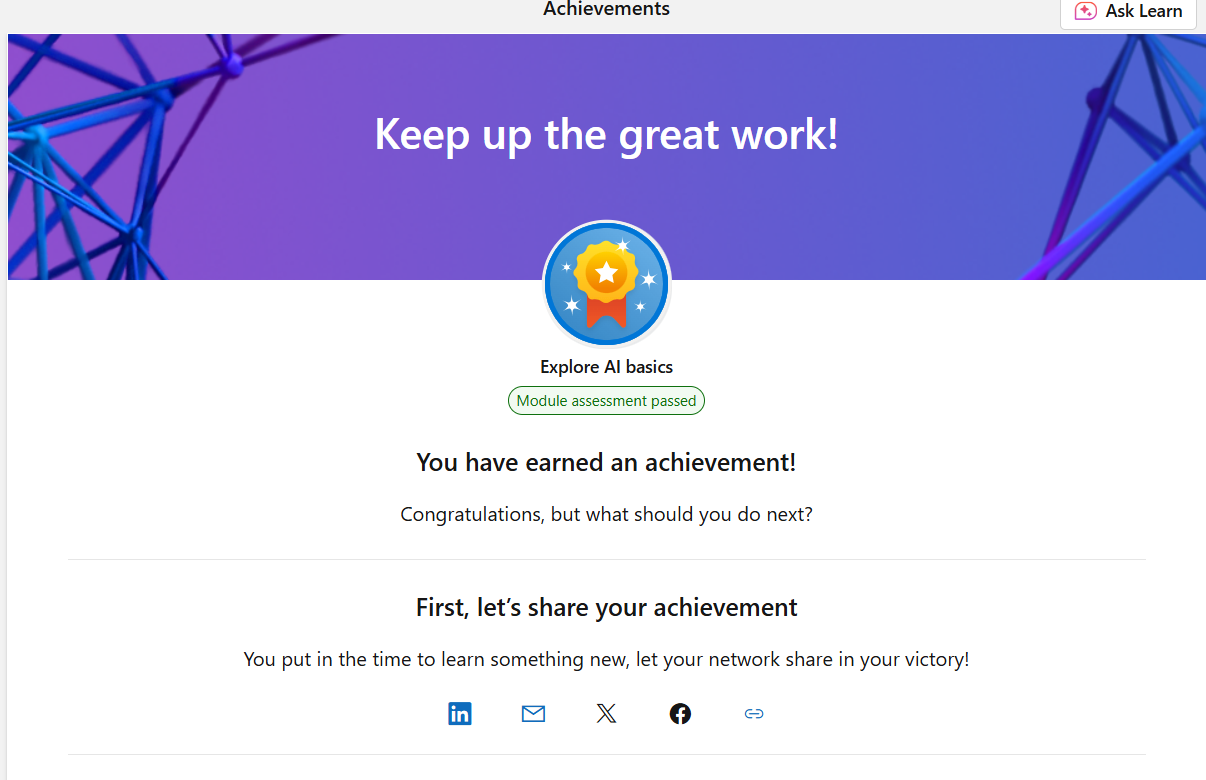 Achievements
Ask Learn
Keep up the great work!
Explore AI basics
Module assessment passed
You have earned an achievement!
Congratulations, but what should you do next?
First, let’s share your achievement
You put in the time to learn something new, let your network share in your victory!